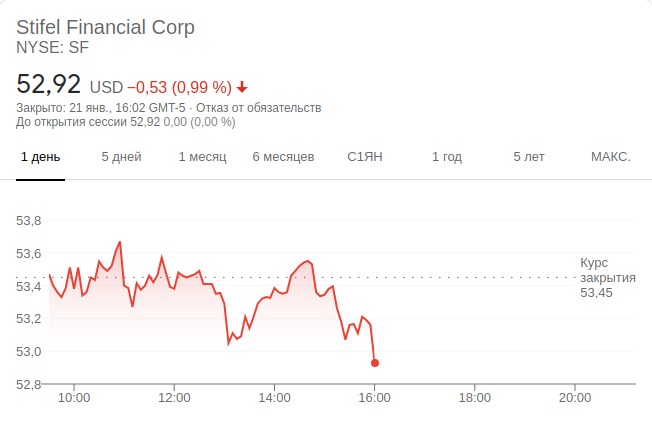 Stifel Financial Corp
NYSE: SF
52,92 USD −0,53 (0,99 %)
Закрыто: 21 янв., 16:02 GMT-5 · Отказ от обязательств
До открытия сессии 52,92 0,00 (0,00 %)
1 день 5 дней 1 месяц 6 месяцев С1ЯН 1 год 5 лет МАКС.
53,8
53,6
Курс
закрытия
53,45
53,4
53,2
53,0
52,8
10:00 12:00 14:00 16:00 18:00 20:00